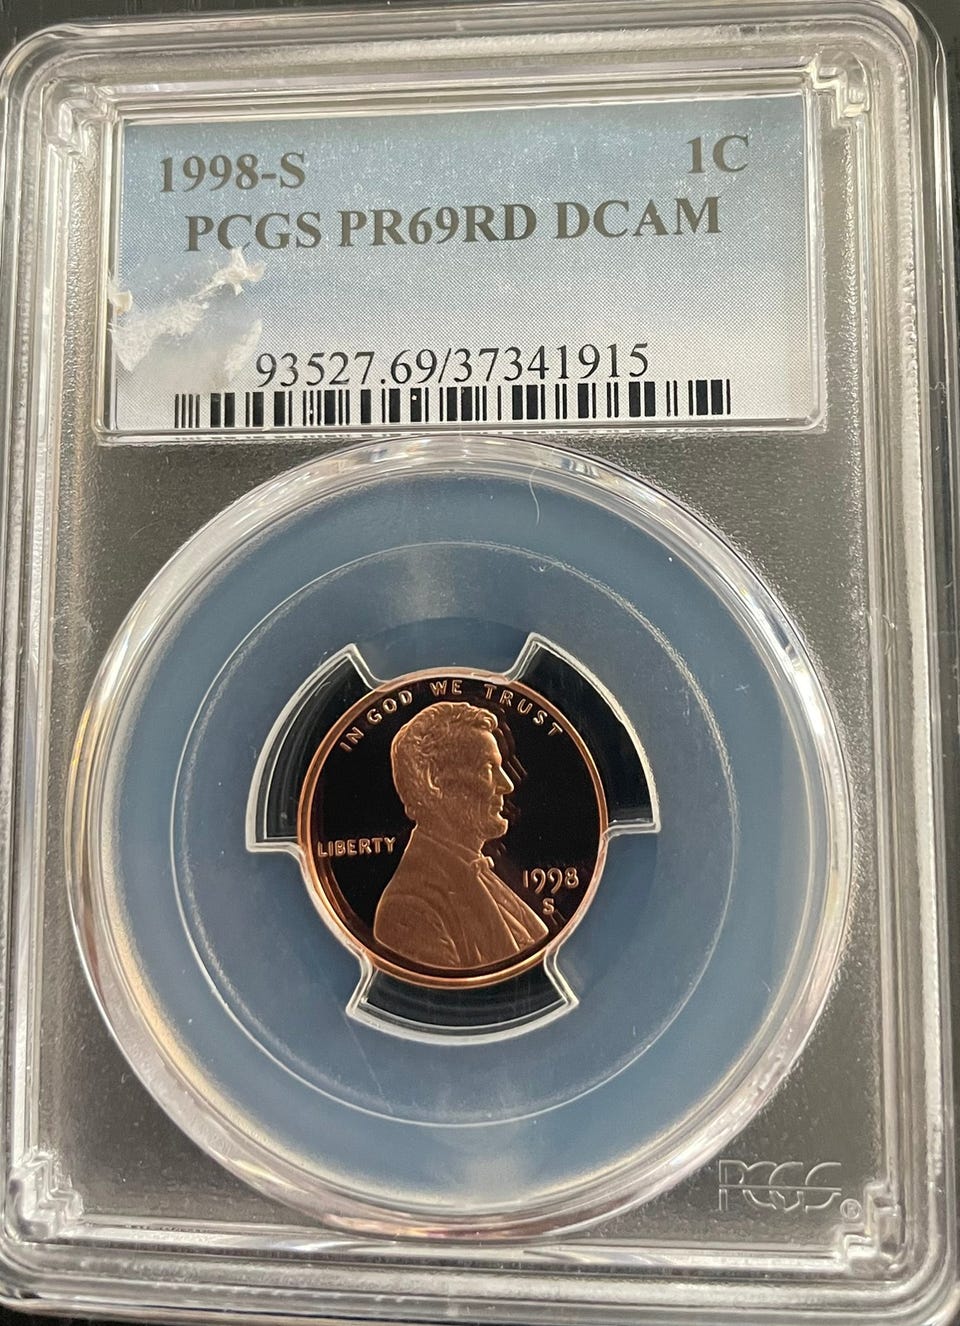 1998-S 1C
PCGS PR69RD DCAM
93527.69/37341915
IN GOD WE TRUST
LIBERTY
1998
S
PCGS®